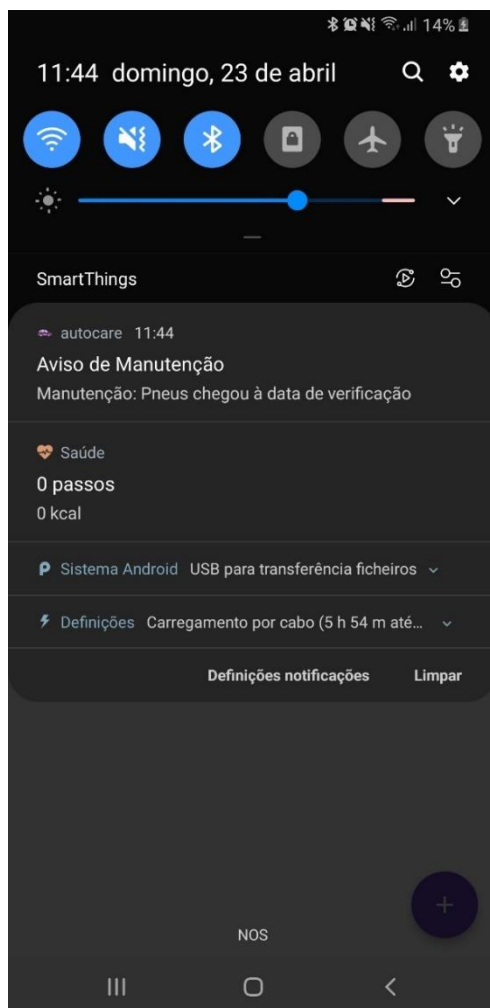 14%
11:44 domingo, 23 de abril
SmartThings
autocare 11:44
Aviso de Manutenção
Manutenção: Pneus chegou à data de verificação
Saúde
0 passos
0 kcal
Sistema Android USB para transferência ficheiros
Definições Carregamento por cabo (5 h 54 m até…
Definições notificações Limpar
NOS